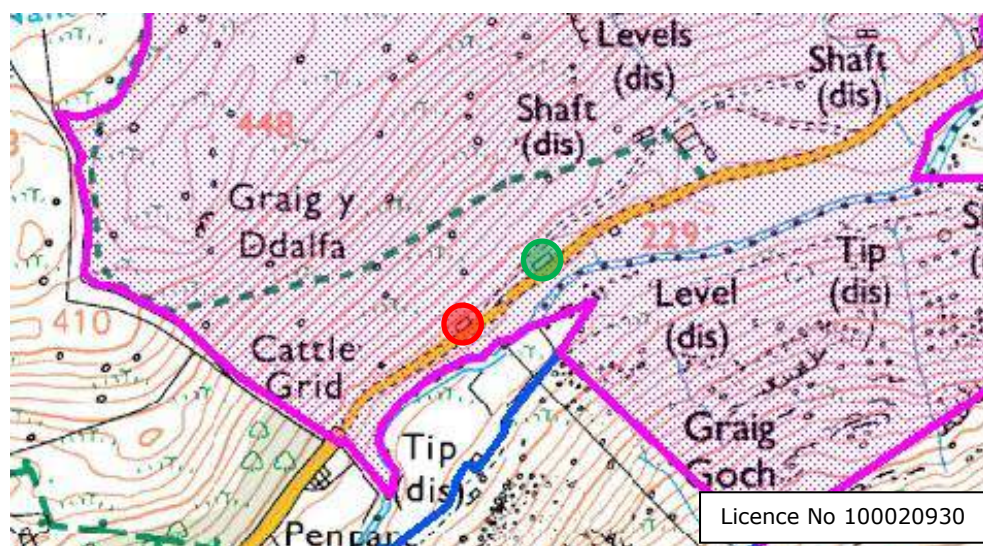 Levels
(dis)
Shaft
(dis)
Shaft
(dis)
448
Graig y
Ddalfa
229
Tip
(dis)
Level
(dis)
410
Cattle
Grid
Graig
Goch
Tip
(dis)
Licence No 100020930